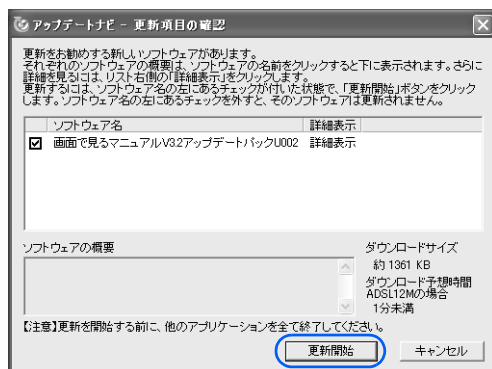 アップデートナビ - 更新項目の確認
更新をお勧めする新しいソフトウェアがあります。
それぞれのソフトウェアの概要は、ソフトウェアの名前をクリックすると下に表示されます。さらに
詳細を見るには、リスト右側の「詳細表示」をクリックします。
更新するには、ソフトウェア名の左にあるチェックが付いた状態で、「更新開始」ボタンをクリック
します。ソフトウェア名の左にあるチェックを外すと、そのソフトウェアは更新されません。
ソフトウェア名 詳細表示
画面で見るマニュアルV3.2アップデートパックU002 詳細表示
ソフトウェアの概要
ダウンロードサイズ
約 1361 KB
ダウンロード予想時間
ADSL12Mの場合
1分未満
【注意】更新を開始する前に、他のアプリケーションを全て終了してください。
更新開始 キャンセル